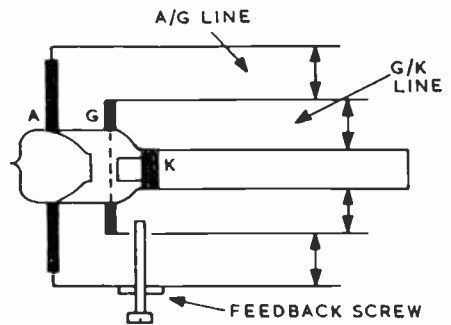 A/G LINE
G/K
LINE
A
G
K
FEEDBACK SCREW